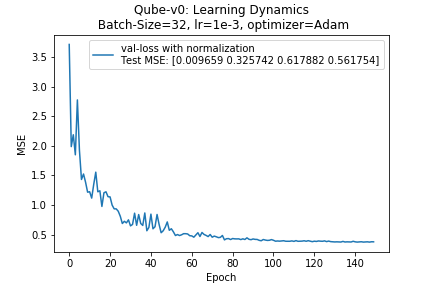 Qube-v0: Learning Dynamics
Batch-Size=32, lr=1e-3, optimizer=Adam
val-loss with normalization
Test MSE: [0.009659 0.325742 0.617882 0.561754]
MSE
3.5
3.0
2.5
2.0
1.5
1.0
0.5
0 20 40 60 80 100 120 140
Epoch